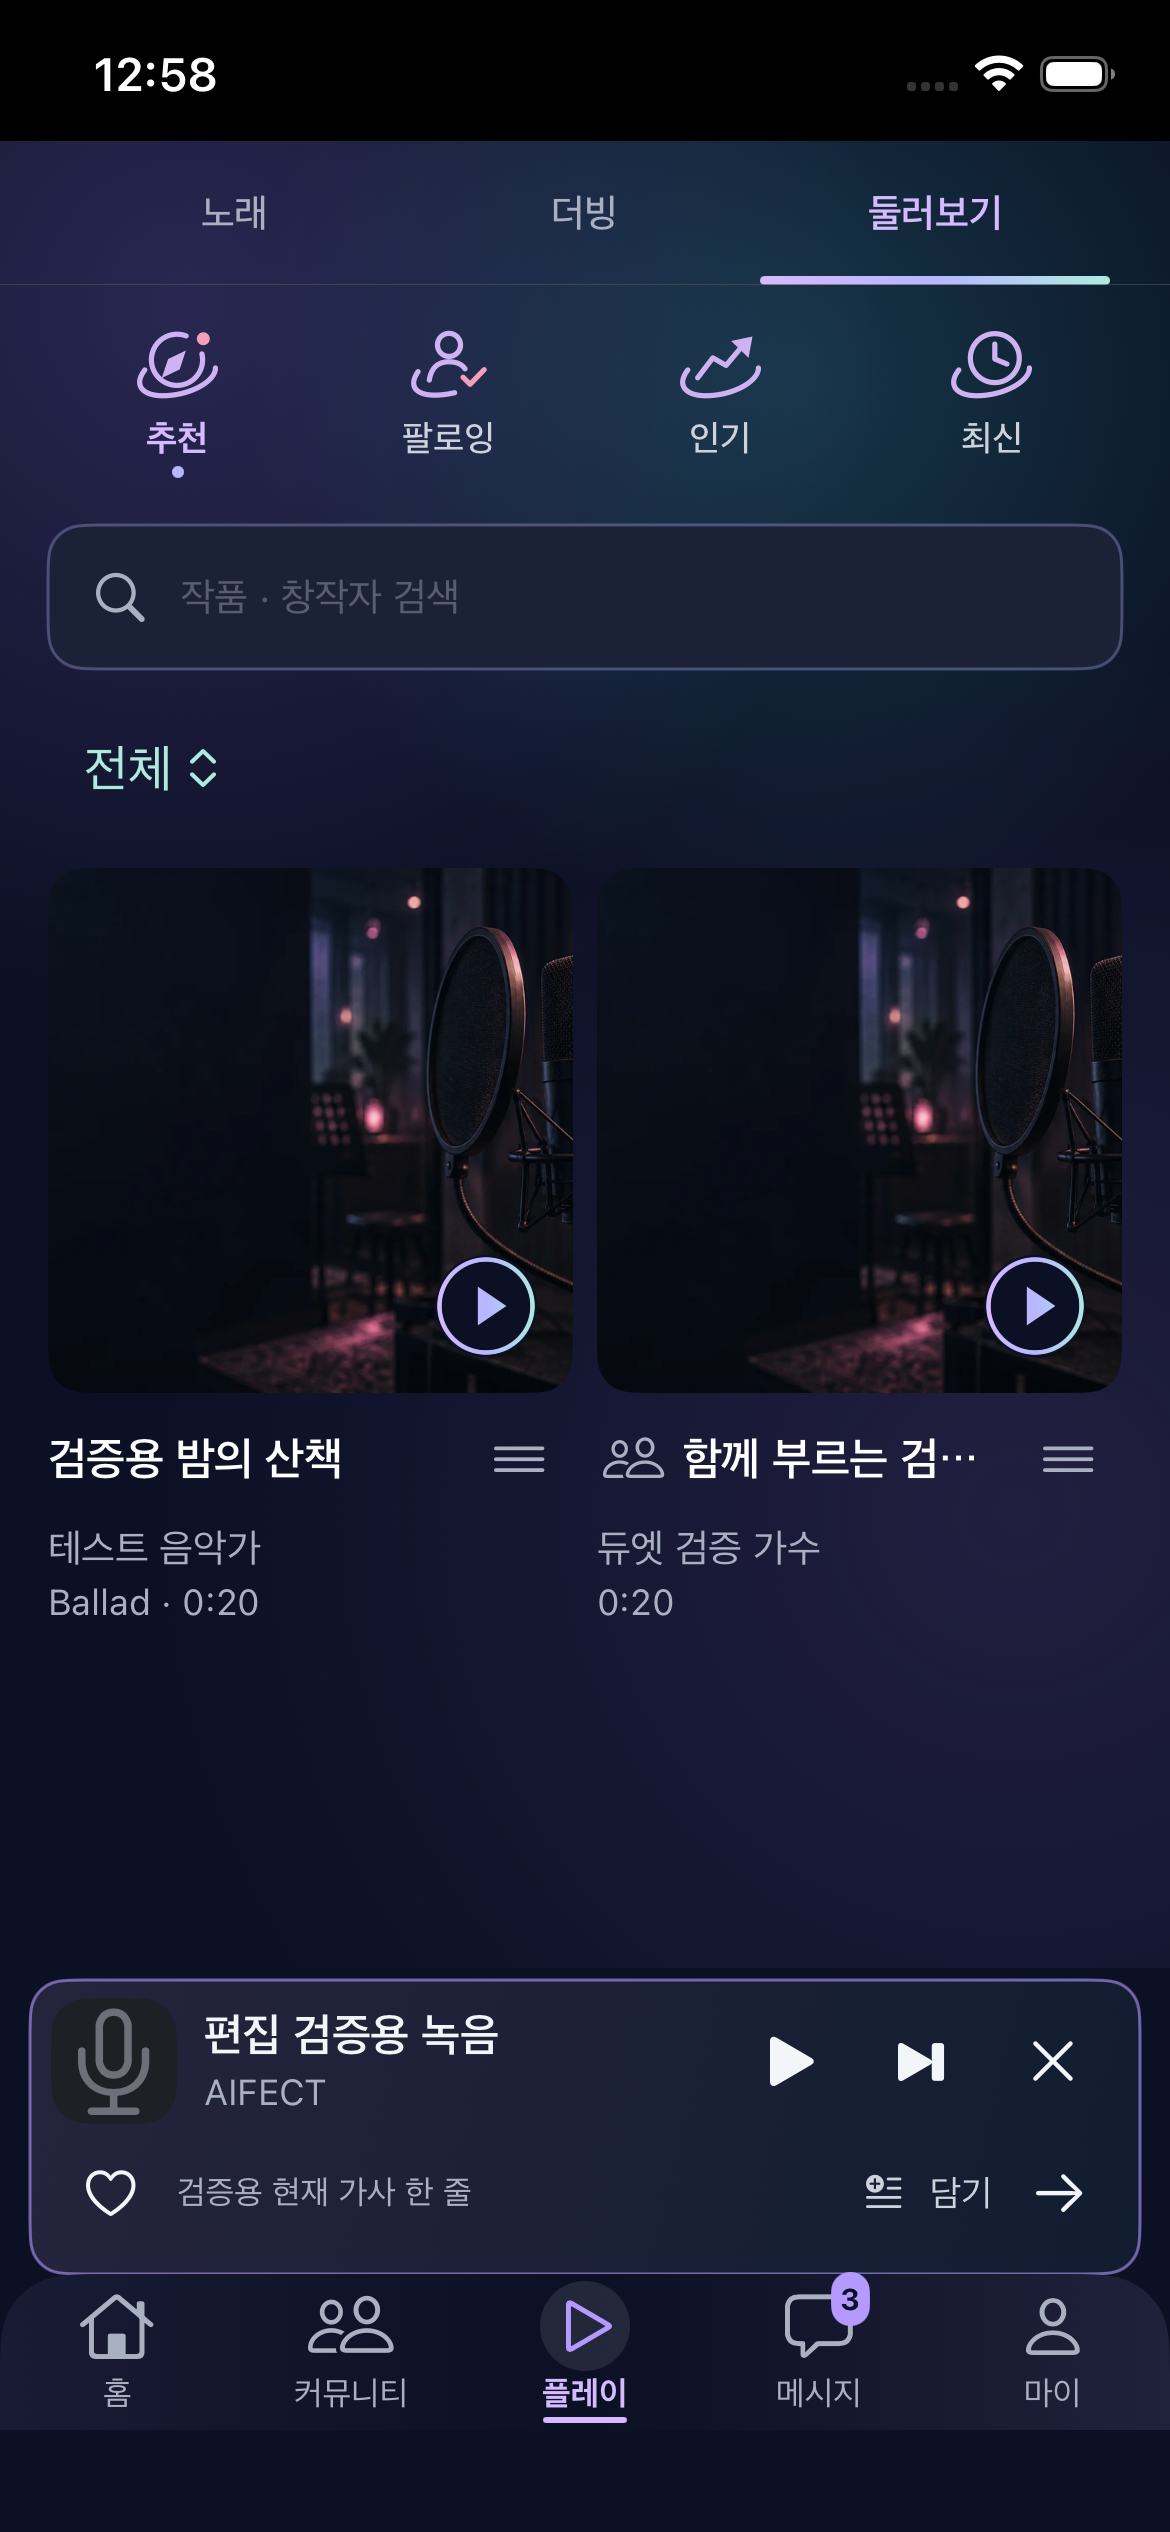 12:58
노래 더빙 둘러보기
추천 팔로잉 인기 최신
작품 · 창작자 검색
전체
검증용 밤의 산책 함께 부르는 검···
테스트 음악가 듀엣 검증 가수
Ballad · 0:20 0:20
편집 검증용 녹음
AIFECT
검증용 현재 가사 한 줄 담기
3
홈 커뮤니티 플레이 메시지 마이